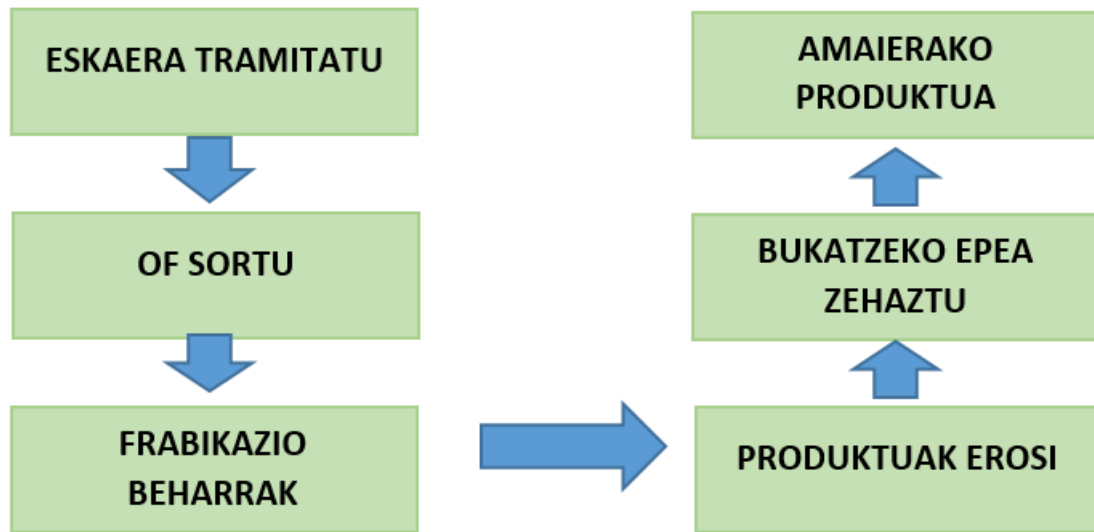 ESKAERA TRAMITATU
OF SORTU
FRABIKAZIO
BEHARRAK
PRODUKTUAK EROSI
BUKATZEKO EPEA
ZEHAZTU
AMAIERAKO
PRODUKTUA